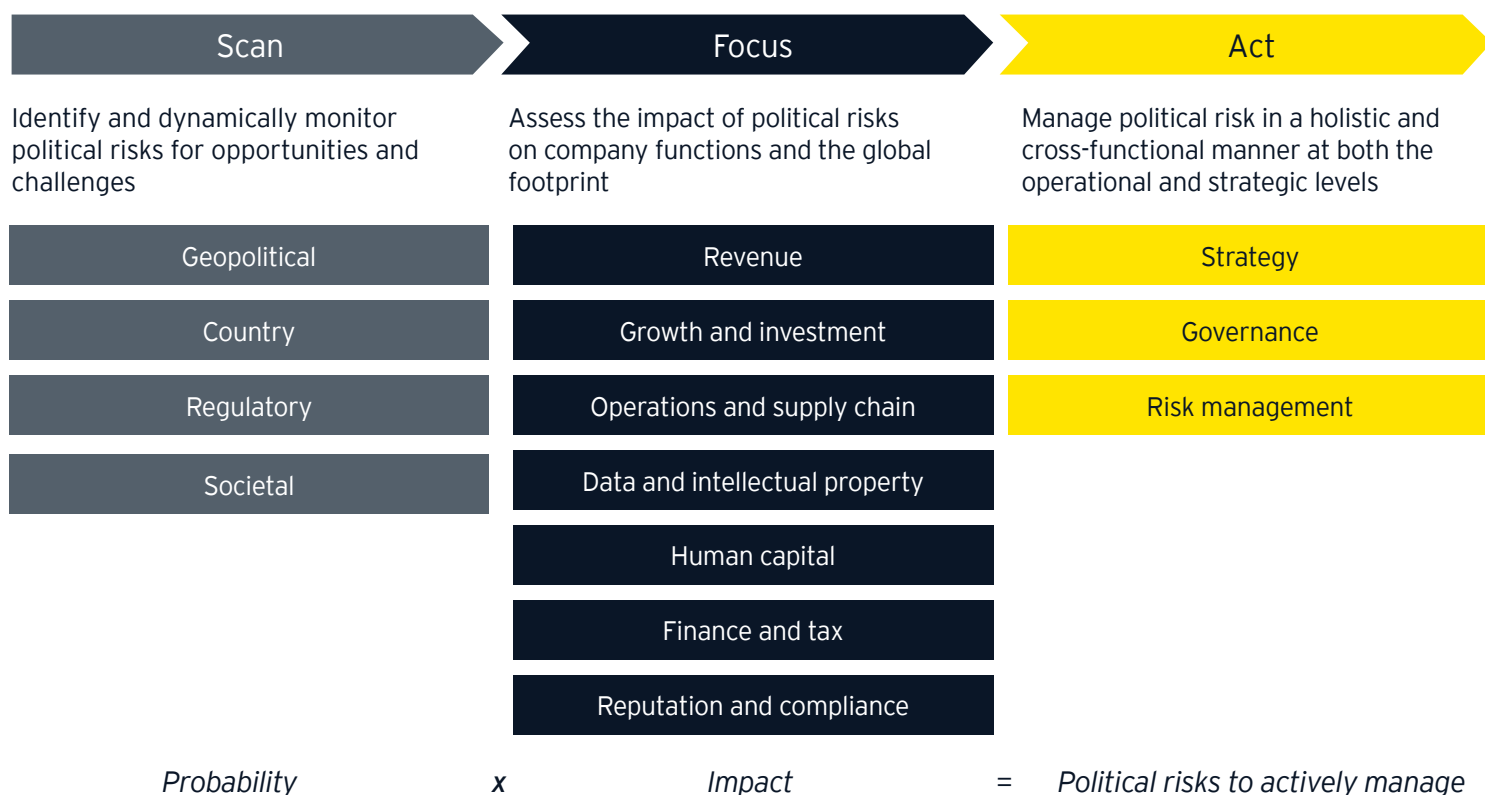 Scan
Focus
Act
Identify and dynamically monitor
political risks for opportunities and
challenges
Assess the impact of political risks
on company functions and the global
footprint
Manage political risk in a holistic and
cross-functional manner at both the
operational and strategic levels
Geopolitical
Country
Regulatory
Societal
Revenue
Growth and investment
Operations and supply chain
Data and intellectual property
Human capital
Finance and tax
Reputation and compliance
Strategy
Governance
Risk management
Probability x Impact = Political risks to actively manage